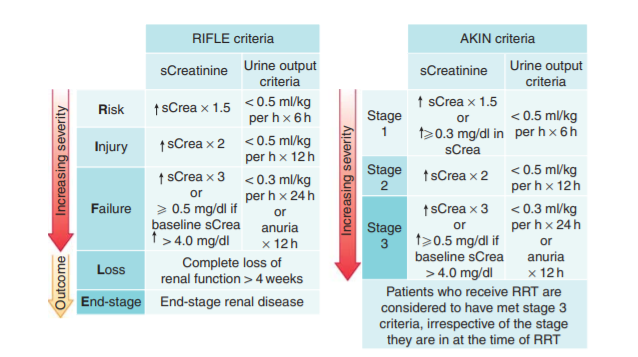 RIFLE criteria
sCreatinine
Urine output
criteria
Increasing severity
Risk
↑sCrea × 1.5
< 0.5 ml/kg
per h × 6 h
Injury
↑sCrea × 2
< 0.5 ml/kg
per h × 12 h
Failure
↑sCrea × 3
or
⩾ 0.5 mg/dl if
baseline sCrea
↑ > 4.0 mg/dl
< 0.3 ml/kg
per h × 24 h
or
anuria
× 12 h
Outcome
Loss
Complete loss of
renal function > 4 weeks
End-stage
End-stage renal disease
AKIN criteria
sCreatinine
Urine output
criteria
Increasing severity
Stage
1
↑ sCrea × 1.5
or
↑⩾0.3 mg/dl in
sCrea
< 0.5 ml/kg
per h × 6 h
Stage
2
↑sCrea × 2
< 0.5 ml/kg
per h × 12 h
Stage
3
↑sCrea × 3
or
↑⩾0.5 mg/dl if
baseline sCrea
> 4.0 mg/dl
< 0.3 ml/kg
per h × 24 h
or
anuria
× 12 h
Patients who receive RRT are
considered to have met stage 3
criteria, irrespective of the stage
they are in at the time of RRT